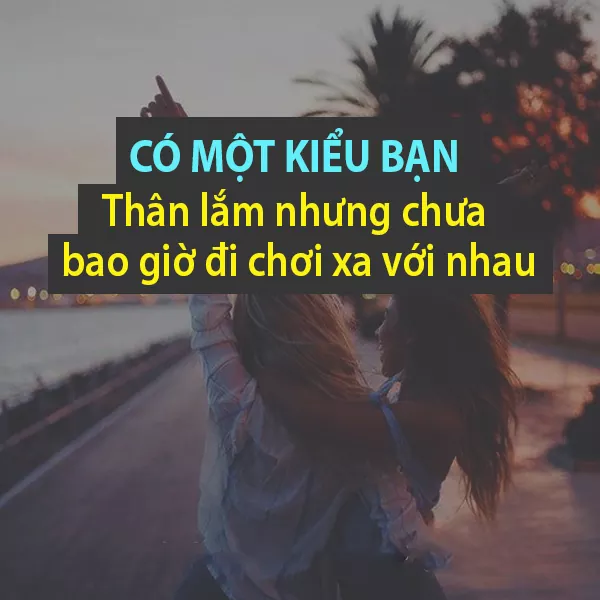 CÓ MỘT KIỂU BẠN
Thân lắm nhưng chưa
bao giờ đi chơi xa với nhau